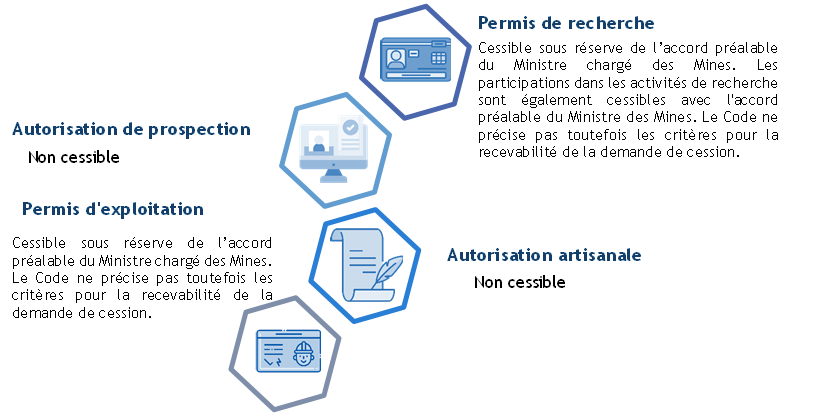 Permis de recherche
Cessible sous réserve de l’accord préalable
du Ministre chargé des Mines. Les
participations dans les activités de recherche
sont également cessibles avec l'accord
préalable du Ministre des Mines. Le Code ne
précise pas toutefois les critères pour la
recevabilité de la demande de cession.
Autorisation de prospection
Non cessible
Permis d'exploitation
Cessible sous réserve de l’accord
préalable du Ministre chargé des Mines.
Le Code ne précise pas toutefois les
critères pour la recevabilité de la
demande de cession.
Autorisation artisanale
Non cessible